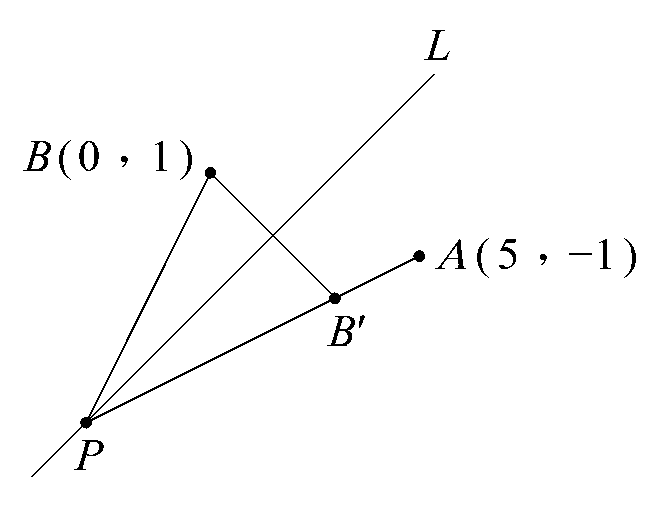 L
B(0 , 1)
A(5 , −1)
B′
P